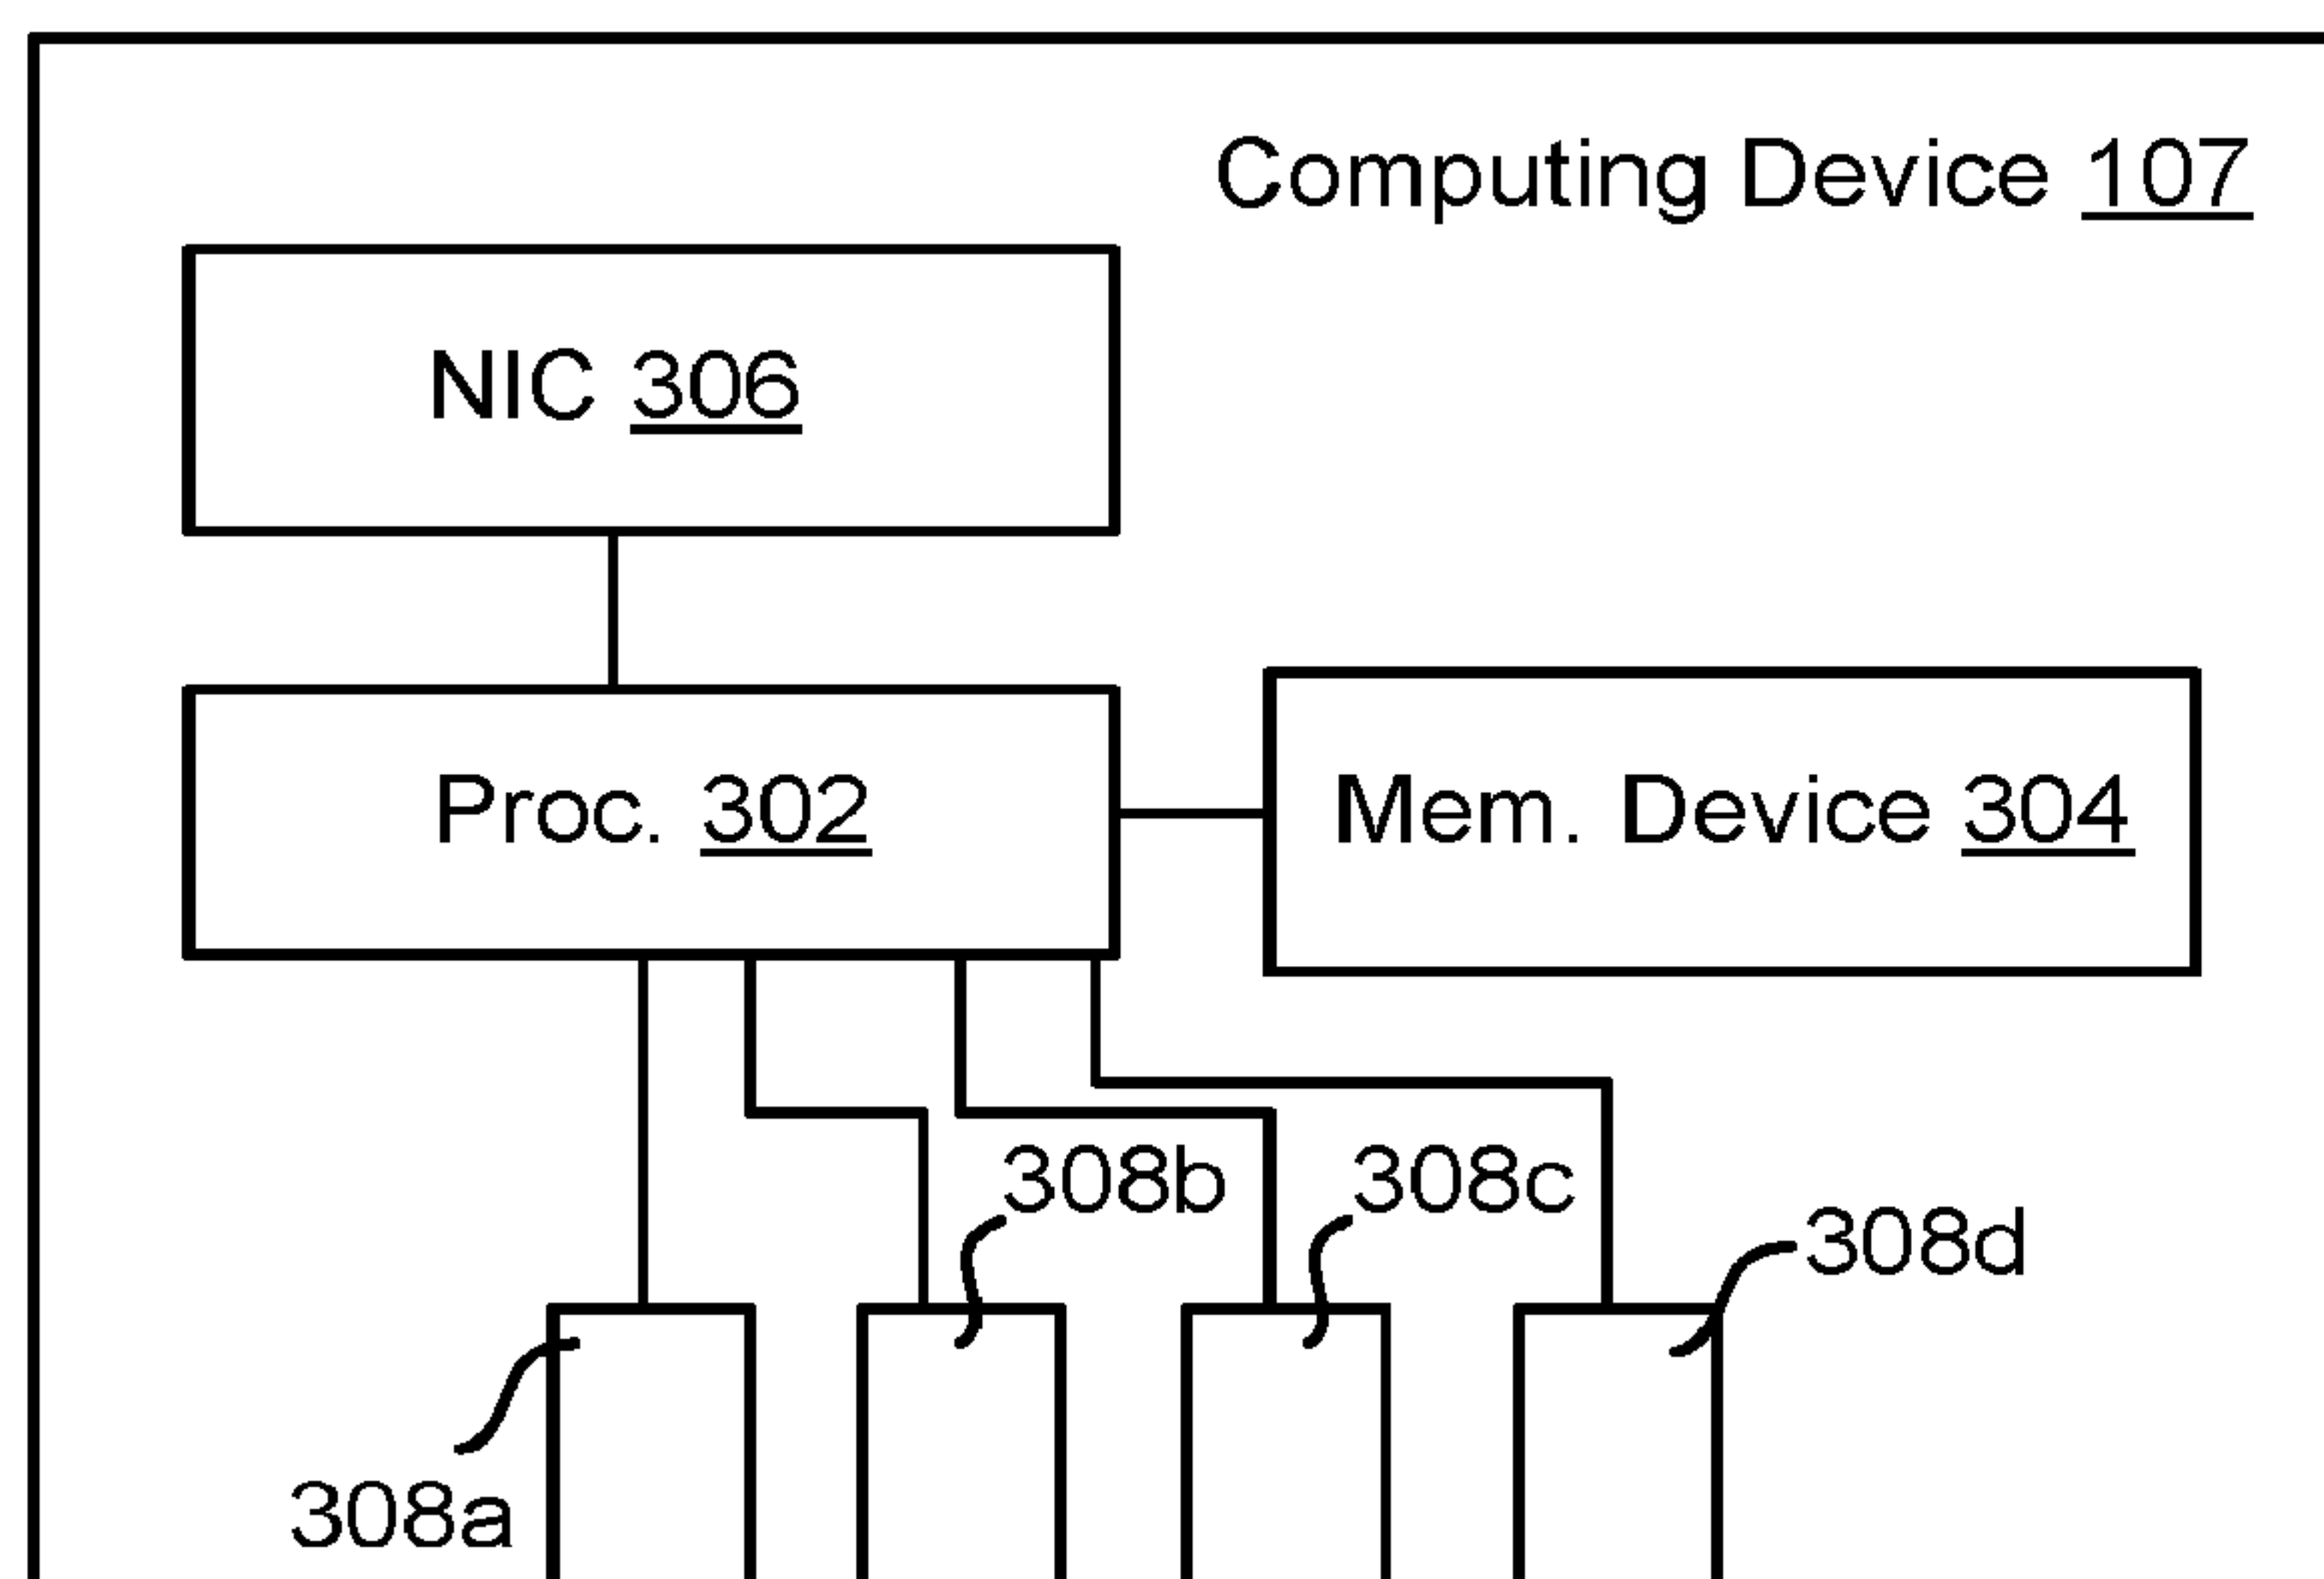 Computing Device 107
NIC 306
Proc. 302
Mem. Device 304
308b
308c
308d
308a